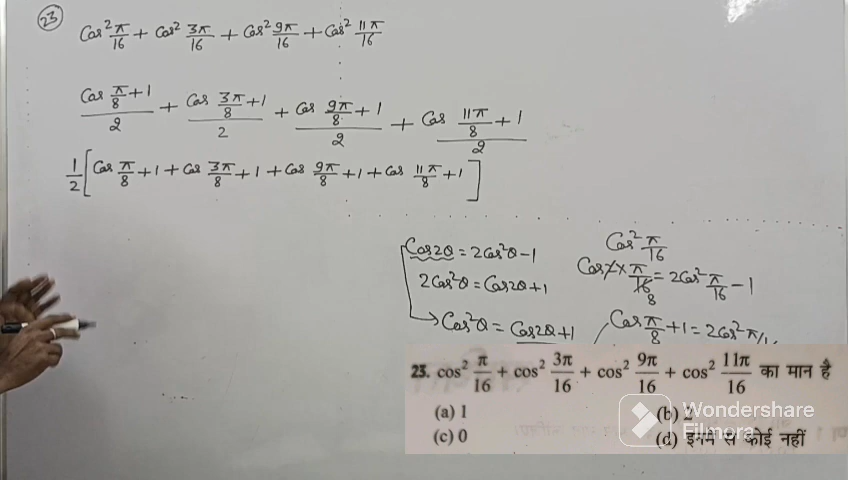 23
Cos² π/16 + Cos² 3π/16 + Cos² 9π/16 + Cos² 11π/16
(Cos π/8 + 1)/2 + (Cos 3π/8 + 1)/2 + (Cos 9π/8 + 1)/2 + (Cos 11π/8 + 1)/2
1/2 [Cos π/8 + 1 + Cos 3π/8 + 1 + Cos 9π/8 + 1 + Cos 11π/8 + 1]
Cos2θ = 2Cos²θ - 1
2Cos²θ = Cos2θ + 1
Cos²θ = Cos2θ + 1
Cos² π/16
Cos 2 × π/16 8 = 2Cos² π/16 - 1
Cos π/8 + 1 = 2Cos² π/1
23. cos² π/16 + cos² 3π/16 + cos² 9π/16 + cos² 11π/16 का मान है
(a) 1
(b) 2
(c) 0
(d) इनमें से कोई नहीं
Wondershare
Filmora